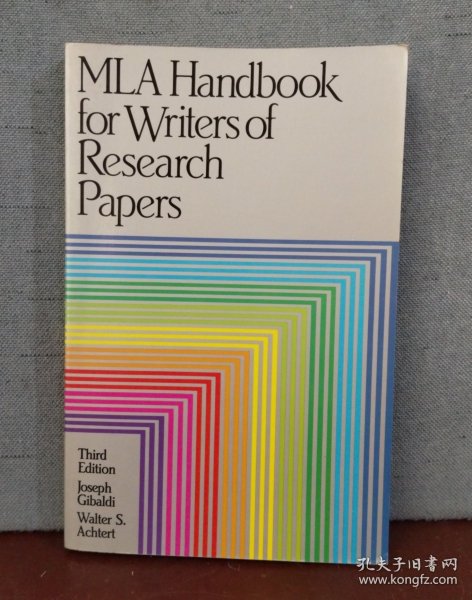 MLA Handbook
for Writers of
Research
Papers
Third
Edition
Joseph
Gibaldi
Walter S.
Achtert
孔夫子旧书网
www.kongfz.com